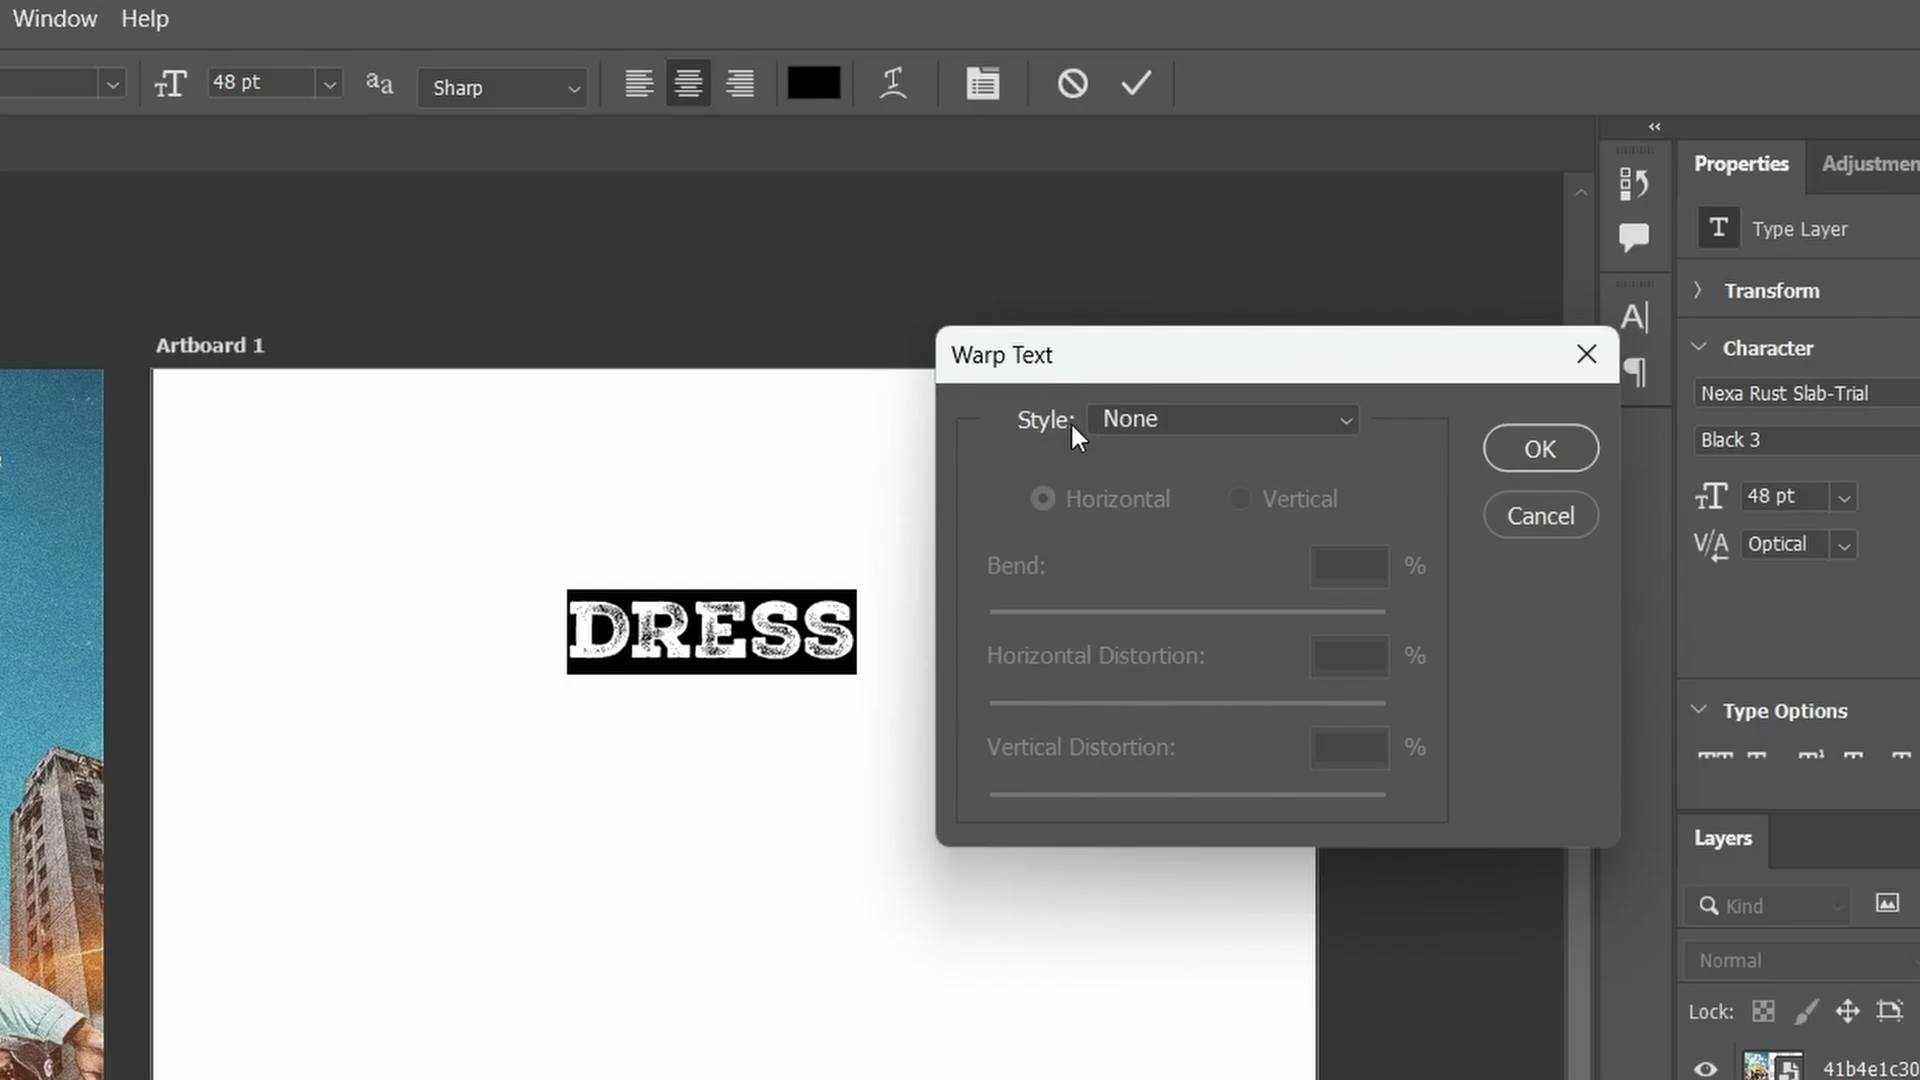 Window Help
48 pt
aa
Sharp
Properties
Adjustmen
T Type Layer
Transform
Artboard 1
Warp Text
Character
Nexa Rust Slab-Trial
Style: None
Black 3
OK
Horizontal Vertical
48 pt
Cancel
Optical
Bend: %
DRESS
Horizontal Distortion: %
Type Options
Vertical Distortion: %
Layers
Kind
Normal
Lock:
41b4e1c30